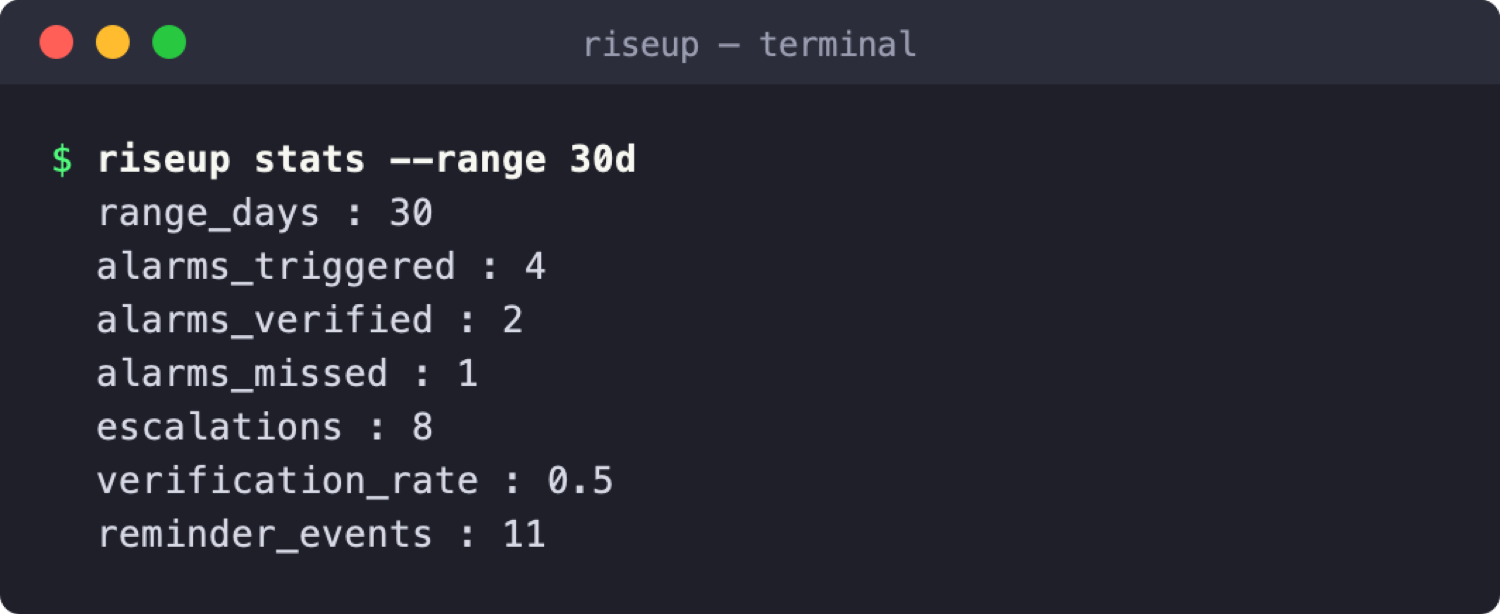 riseup — terminal
$ riseup stats --range 30d
range_days : 30
alarms_triggered : 4
alarms_verified : 2
alarms_missed : 1
escalations : 8
verification_rate : 0.5
reminder_events : 11